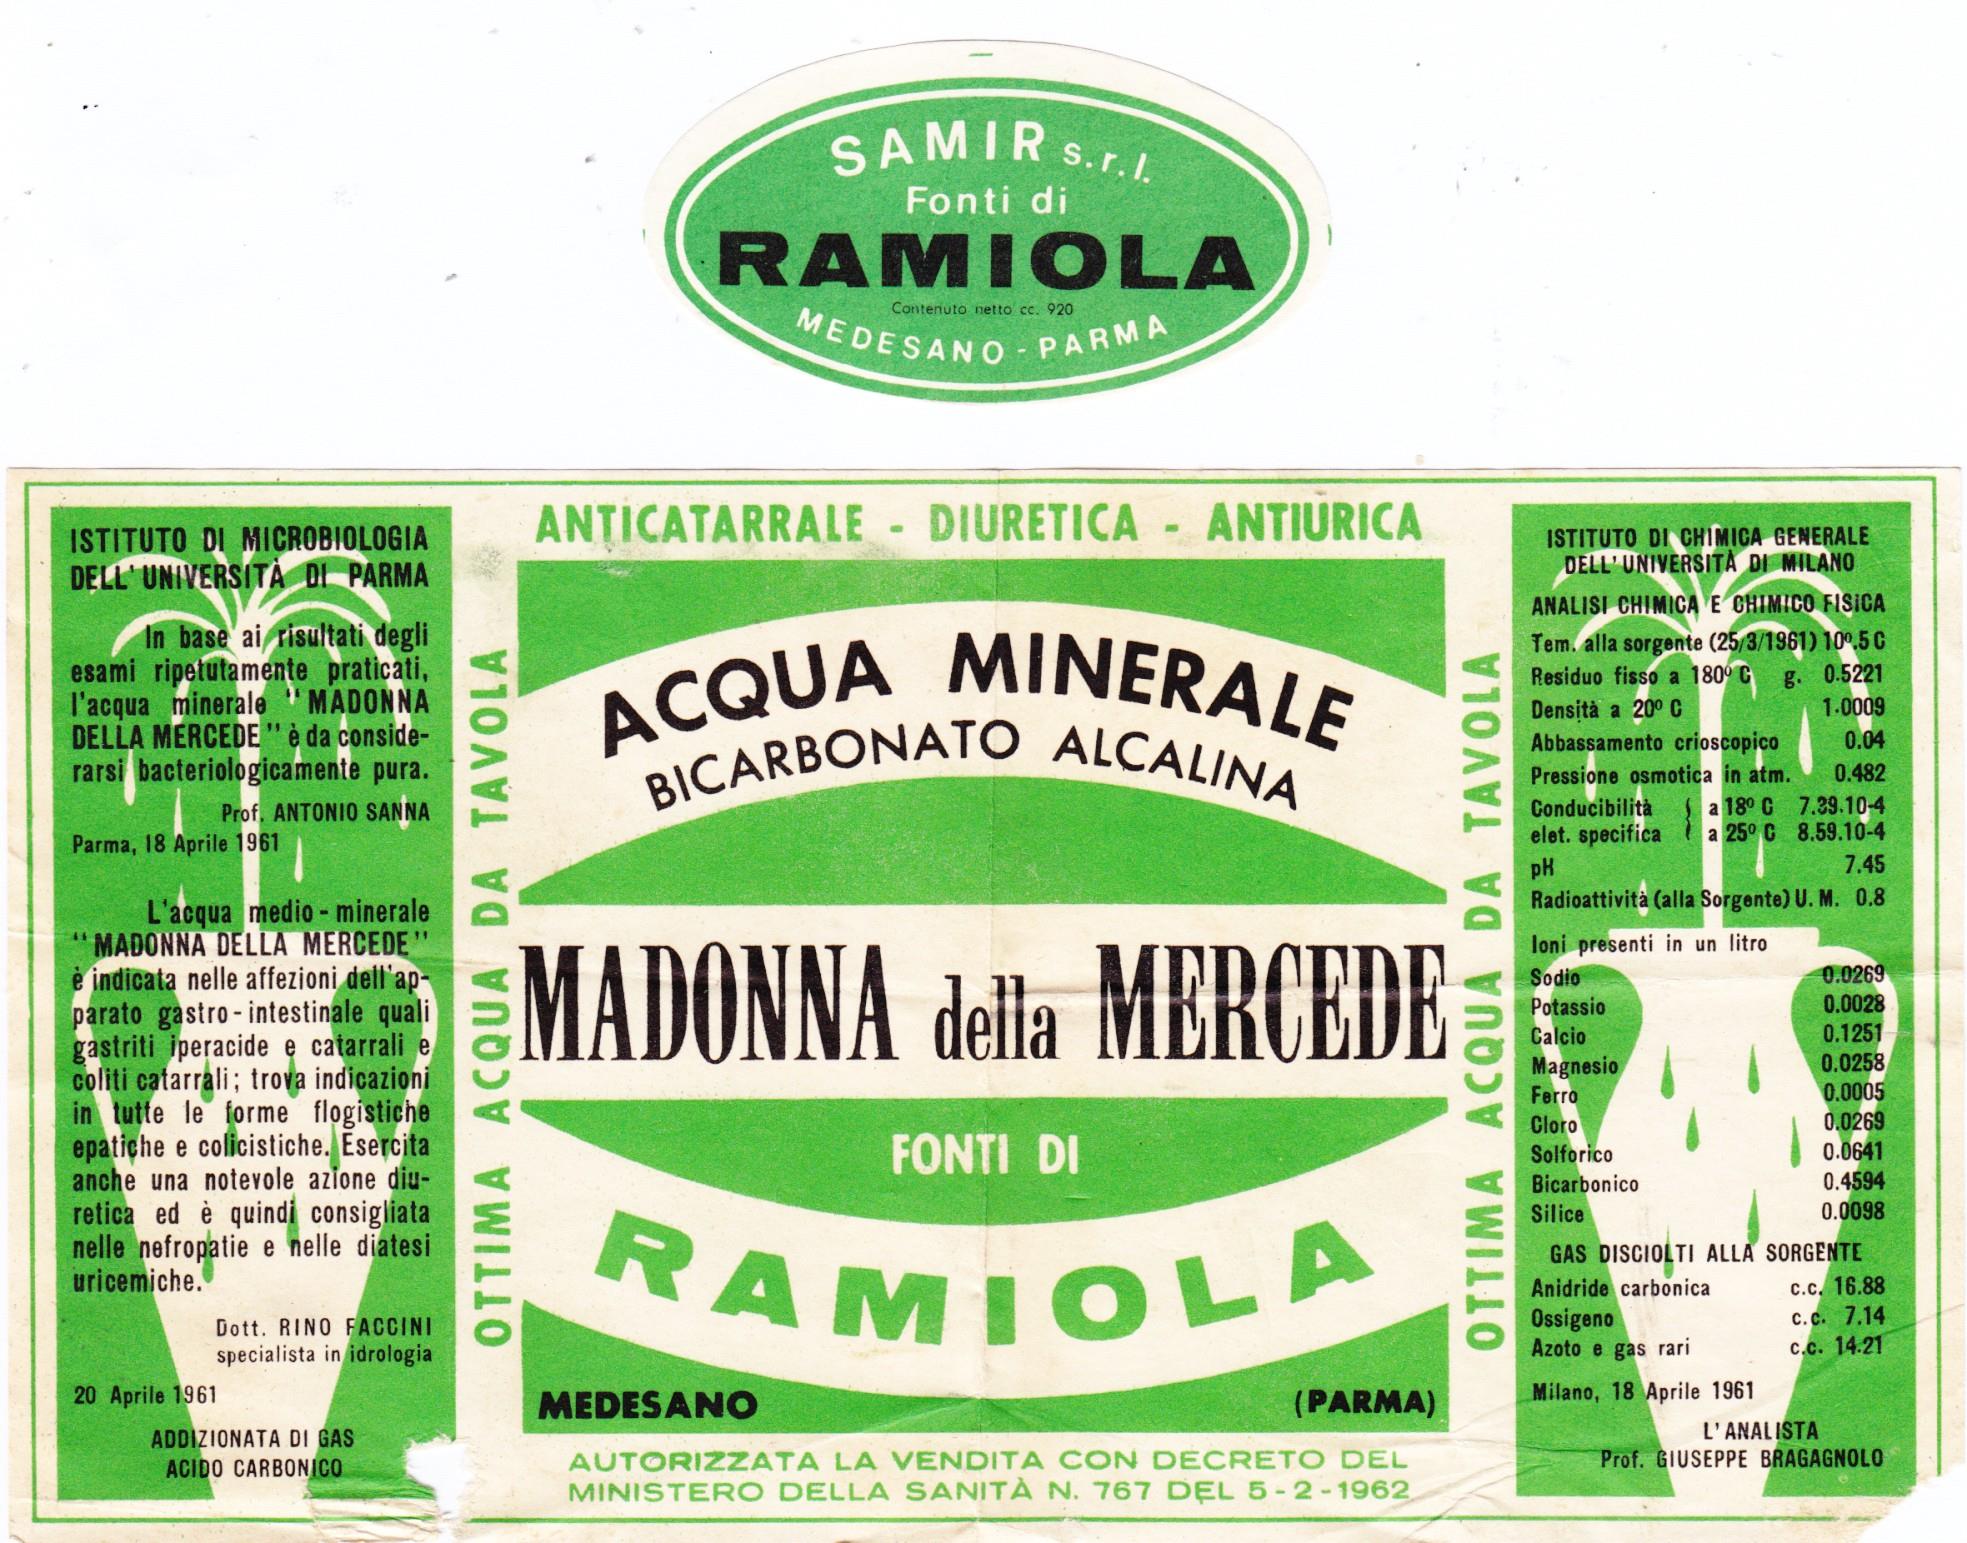 SAMIR s.r.l.
Fonti di
RAMIOLA
Contenuto netto cc. 920
MEDESANO - PARMA
ISTITUTO DI MICROBIOLOGIA
DELL'UNIVERSITÀ DI PARMA
In base ai risultati degli
esami ripetutamente praticati,
l'acqua minerale "MADONNA
DELLA MERCEDE" è da conside-
rarsi bacteriologicamente pura.
Prof. ANTONIO SANNA
Parma, 18 Aprile 1961
L'acqua medio-minerale
"MADONNA DELLA MERCEDE"
è indicata nelle affezioni dell'ap-
parato gastro-intestinale quali
gastriti iperacide e catarrali e
coliti catarrali; trova indicazioni
in tutte le forme flogistiche
epatiche e colicistiche. Esercita
anche una notevole azione diu-
retica ed è quindi consigliata
nelle nefropatie e nelle diatesi
uricemiche.
Dott. RINO FACCINI
specialista in idrologia
20 Aprile 1961
ADDIZIONATA DI GAS
ACIDO CARBONICO
OTTIMA ACQUA DA TAVOLA
ANTICATARRALE - DIURETICA - ANTIURICA
ACQUA MINERALE
BICARBONATO ALCALINA
MADONNA della MERCEDE
FONTI DI
RAMIOLA
MEDESANO (PARMA)
AUTORIZZATA LA VENDITA CON DECRETO DEL
MINISTERO DELLA SANITÀ N. 767 DEL 5-2-1962
OTTIMA ACQUA DA TAVOLA
ISTITUTO DI CHIMICA GENERALE
DELL'UNIVERSITÀ DI MILANO
ANALISI CHIMICA E CHIMICO FISICA
Tem. alla sorgente (25/3/1961) 10º.5 C
Residuo fisso a 180º C g. 0.5221
Densità a 20º C 1.0009
Abbassamento crioscopico 0.04
Pressione osmotica in atm. 0.482
Conducibilità { a 18º C 7.39.10-4
elet. specifica { a 25º C 8.59.10-4
pH 7.45
Radioattività (alla Sorgente) U. M. 0.8
Ioni presenti in un litro
Sodio 0.0269
Potassio 0.0028
Calcio 0.1251
Magnesio 0.0258
Ferro 0.0005
Cloro 0.0269
Solforico 0.0641
Bicarbonico 0.4594
Silice 0.0098
GAS DISCIOLTI ALLA SORGENTE
Anidride carbonica c.c. 16.88
Ossigeno c.c. 7.14
Azoto e gas rari c.c. 14.21
Milano, 18 Aprile 1961
L'ANALISTA
Prof. GIUSEPPE BRAGAGNOLO